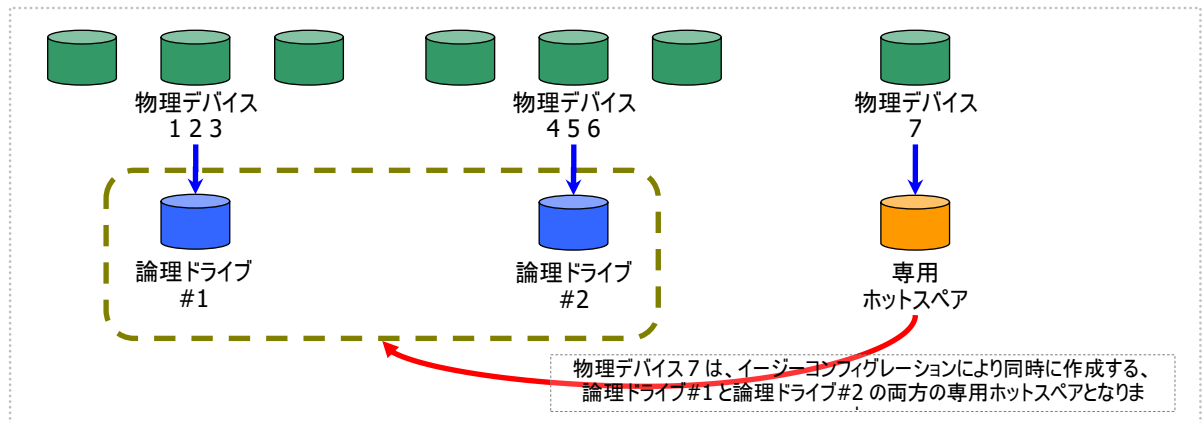 物理デバイス
1 2 3
物理デバイス
4 5 6
物理デバイス
7
論理ドライブ
#1
論理ドライブ
#2
専用
ホットスペア
物理デバイス7は、イージーコンフィグレーションにより同時に作成する、
論理ドライブ#1と論理ドライブ#2の両方の専用ホットスペアとなりま